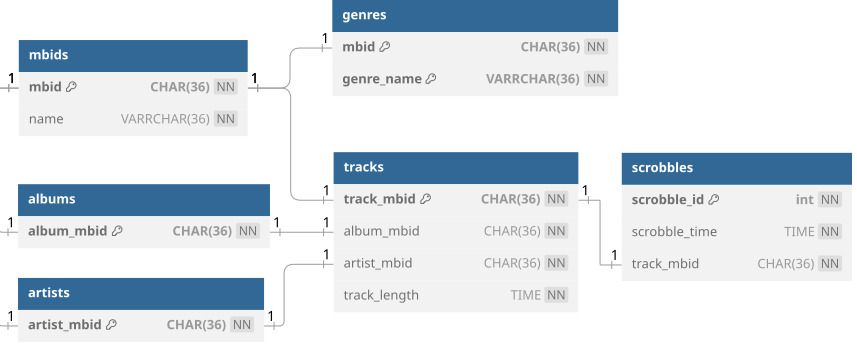 genres
mbid CHAR(36) NN
genre_name VARRCHAR(36) NN
mbids
1 mbid CHAR(36) NN 1
name VARRCHAR(36) NN
1
tracks
1 track_mbid CHAR(36) NN 1
album_mbid CHAR(36) NN
artist_mbid CHAR(36) NN
track_length TIME NN
scrobbles
scrobble_id int NN
scrobble_time TIME NN
1 track_mbid CHAR(36) NN
albums
1 album_mbid CHAR(36) NN 1
1
artists
1 artist_mbid CHAR(36) NN 1
1